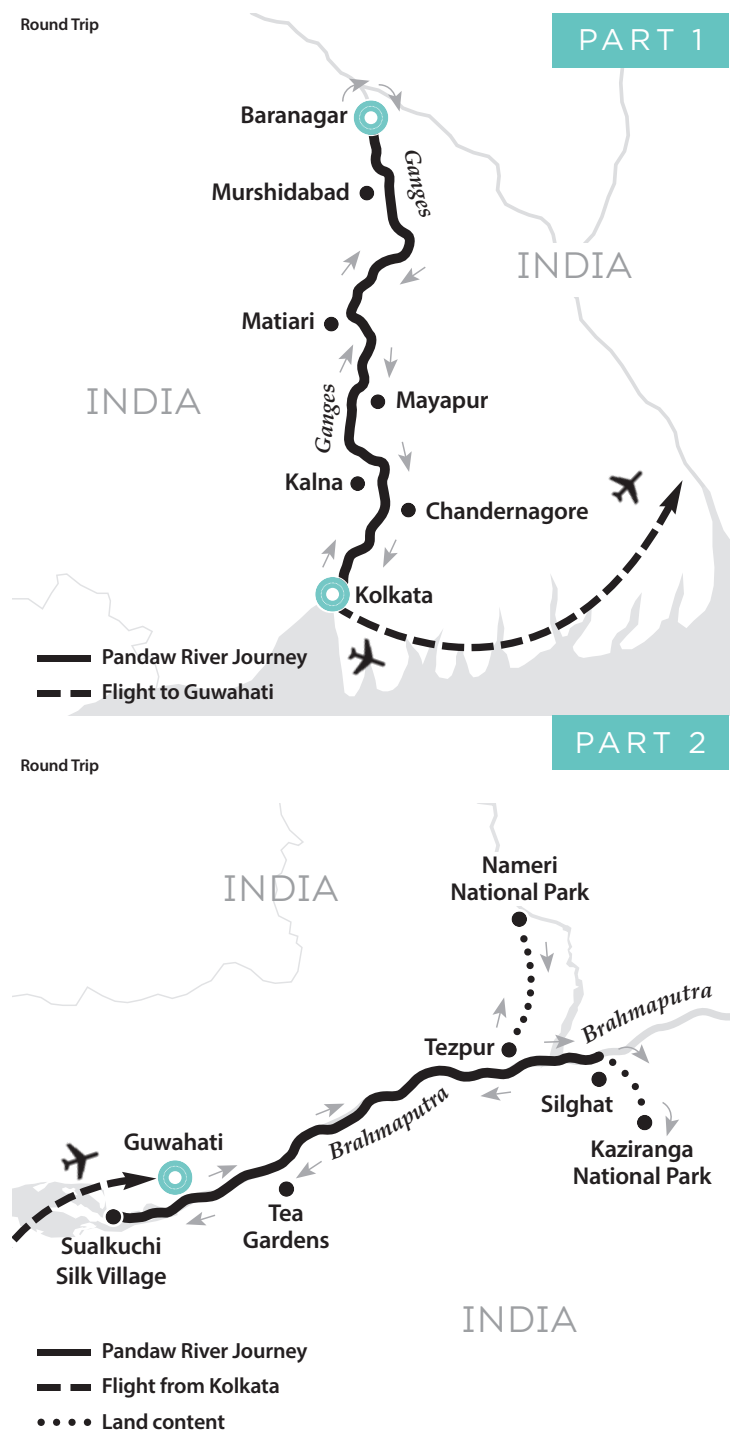 Round Trip
PART 1
Baranagar
Ganges
Murshidabad
INDIA
Matiari
INDIA
Ganges
Mayapur
Kalna
Chandernagore
Kolkata
Pandaw River Journey
Flight to Guwahati
PART 2
Round Trip
Nameri
National Park
INDIA
Brahmaputra
Tezpur
Silghat
Brahmaputra
Guwahati
Kaziranga
National Park
Tea
Gardens
Sualkuchi
Silk Village
INDIA
Pandaw River Journey
Flight from Kolkata
Land content